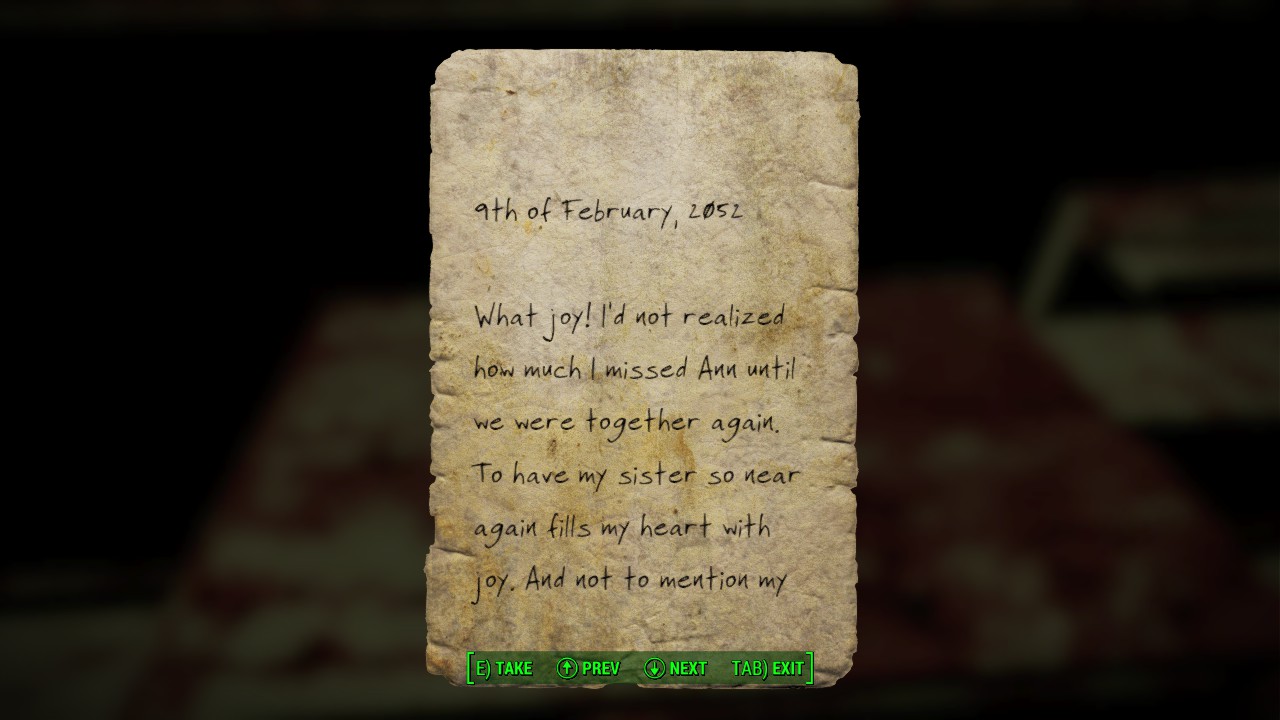 9th of February, 2052
What joy! I'd not realized
how much I missed Ann until
we were together again.
To have my sister so near
again fills my heart with
joy. And not to mention my
E) TAKE PREV NEXT TAB) EXIT